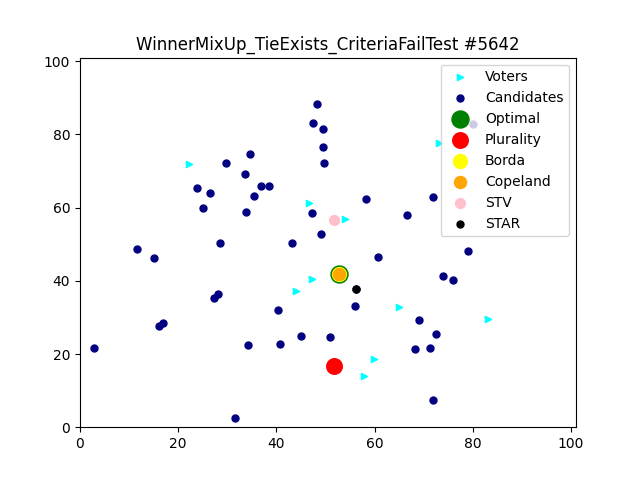 WinnerMixUp_TieExists_CriteriaFailTest #5642
100
80
60
40
20
0
0
20
40
60
80
100
Voters
Candidates
Optimal
Plurality
Borda
Copeland
STV
STAR